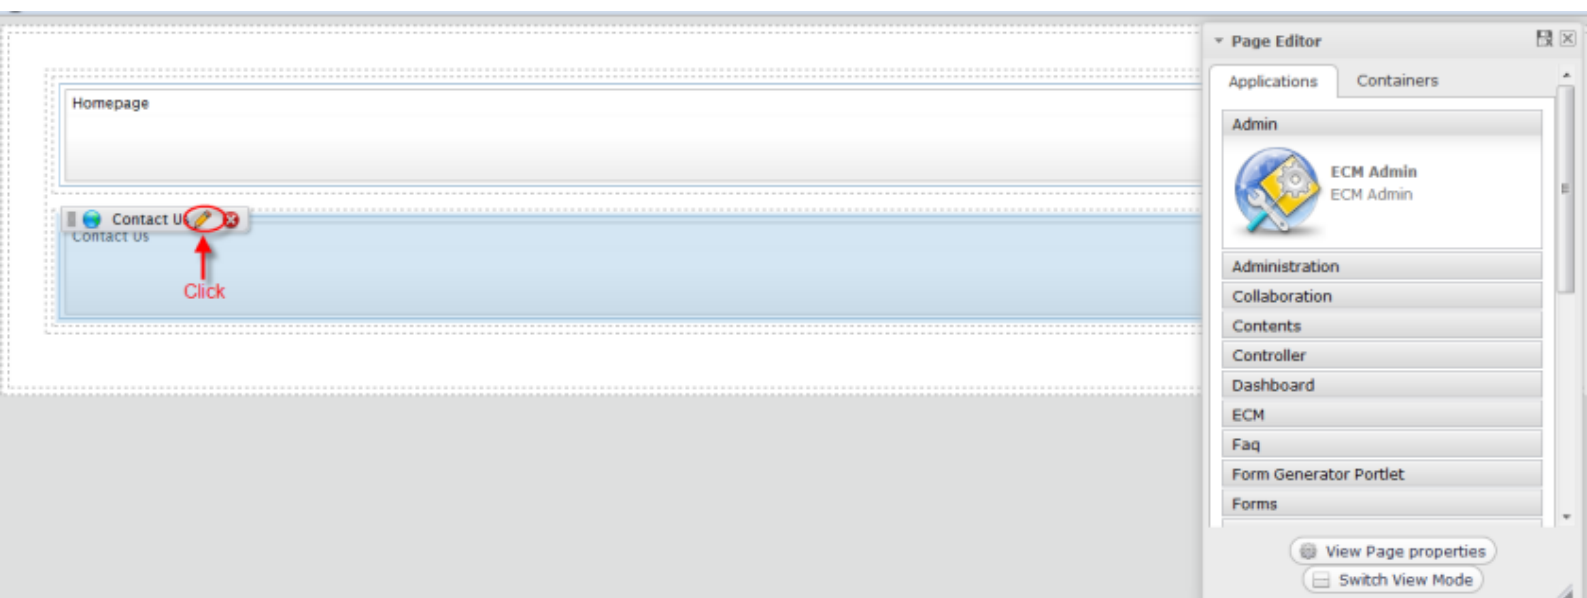 Homepage
Contact Us
Contact Us
Click
Page Editor
Applications
Containers
Admin
ECM Admin
ECM Admin
Administration
Collaboration
Contents
Controller
Dashboard
ECM
Faq
Form Generator Portlet
Forms
View Page properties
Switch View Mode